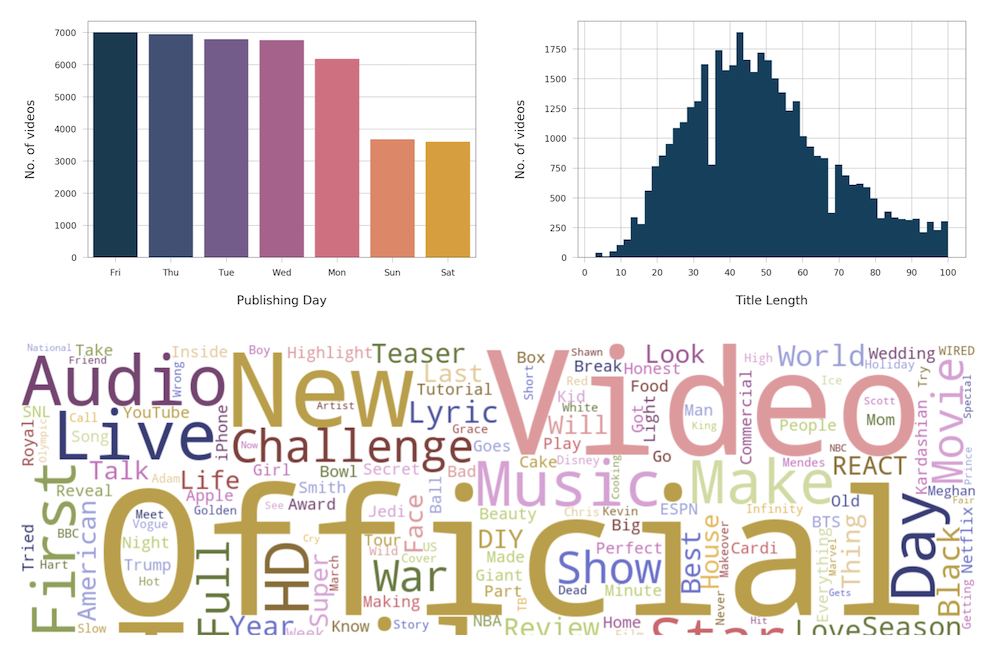 7000
6000
5000
4000
3000
2000
1000
0
No. of videos
Fri Thu Tue Wed Mon Sun Sat
Publishing Day
1750
1500
1250
1000
750
500
250
0
No. of videos
0 10 20 30 40 50 60 70 80 90 100
Title Length
National Take Inside Boy Highlight Teaser Box Shawn Look High World Wedding WIRED
Friend Wrong Last Break Honest Holiday
Audio New Video Short Red Food Commercial Ice Try Movie Special
Tutorial Kid Scott
SNL YouTube Artist Lyric White Got Light Man People Mom
Call Will King
Royal Olympic Live Song iPhone Challenge Grace Play Kardashian
Now Goes Go NBC
Talk Adam Life Girl Bowl Secret Bad Cake Disney Cooking Mendes REACT Prince
First Reveal Apple Smith Ball Music Make Old Meghan
Golden See Award Jedi Face Beauty Chris Kevin ESPN Infinity Fair
Tried BBC American Meet Official Big BTS Day Netflix
Vogue Cry Tour DIY Best House Makeover Cardi Everything Marvel Thing Black
Night Full HD Wild US Made Perfect
Hart Trump Super March Cover War Giant Show
Hot Part Dead Minute Never Gets Getting
Making TB
Slow Year Week Know Story NBA Review Home Star Hit Love Season
Film